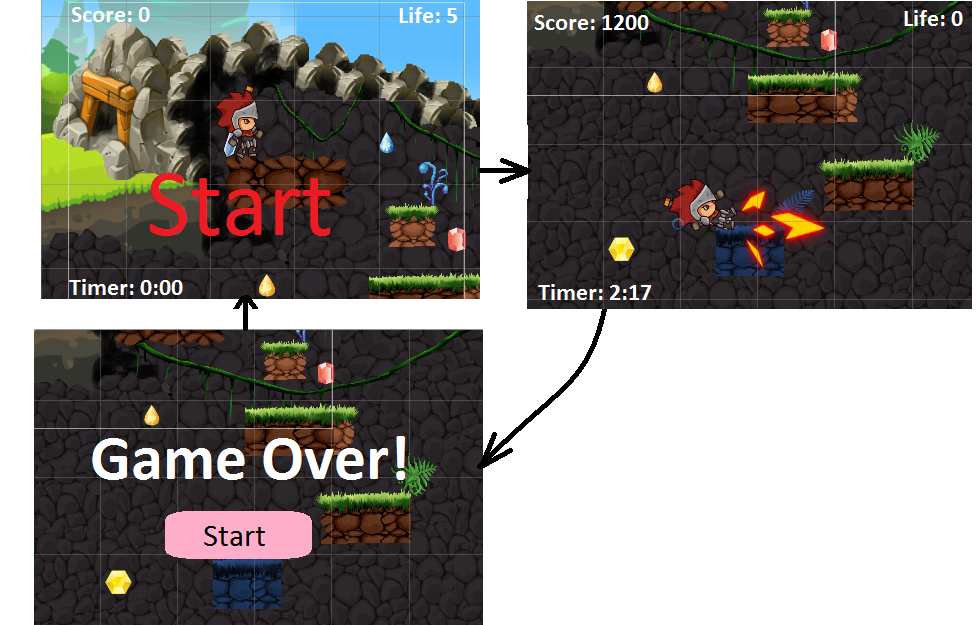 Score: 0
Life: 5
Start
Timer: 0:00
Score: 1200
Life: 0
Timer: 2:17
Game Over!
Start